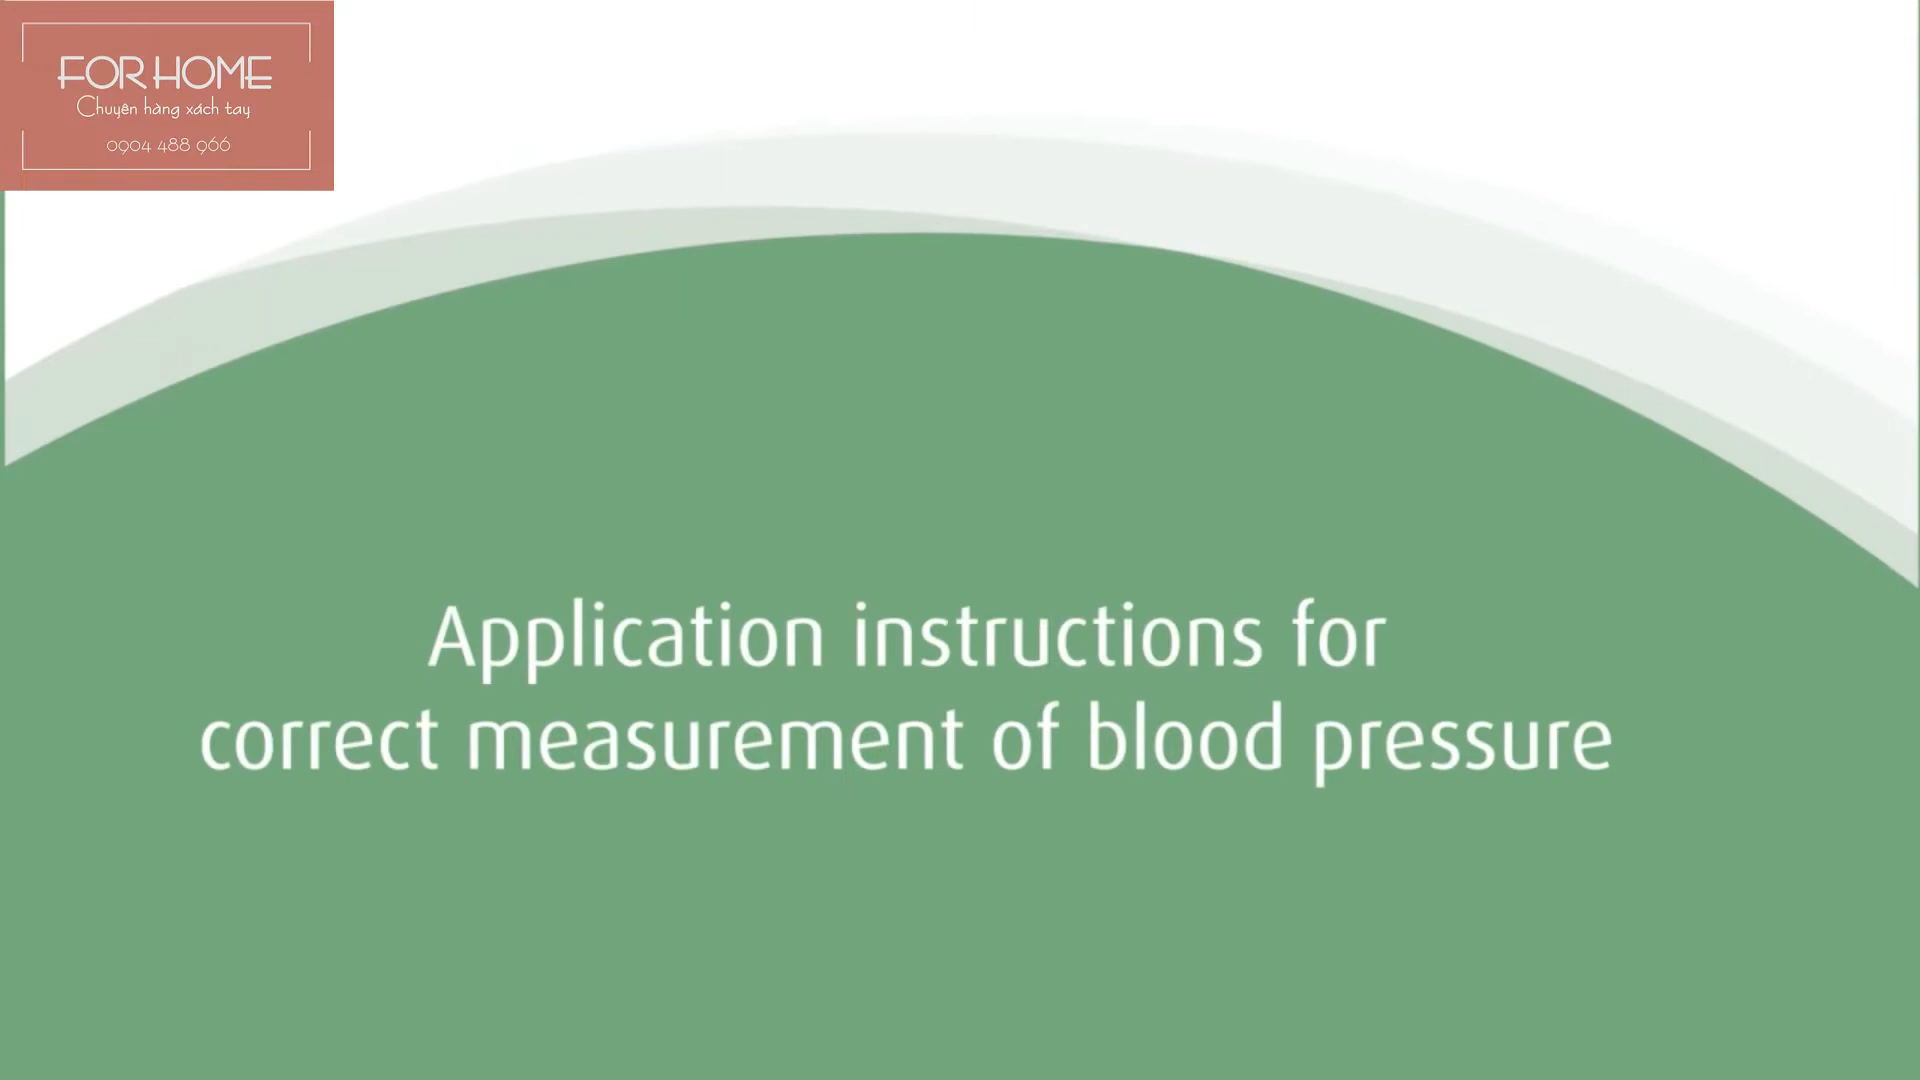 FOR HOME
Chuyên hàng xách tay
0904 488 966
Application instructions for
correct measurement of blood pressure